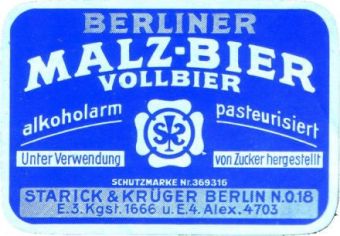 BERLINER
MALZ-BIER
VOLLBIER
alkoholarm pasteurisiert
Unter Verwendung von Zucker hergestellt
SCHUTZMARKE Nr.369316
STARICK & KRÜGER BERLIN N.O.18
E.3. Kgst. 1666 u. E.4. Alex. 4703